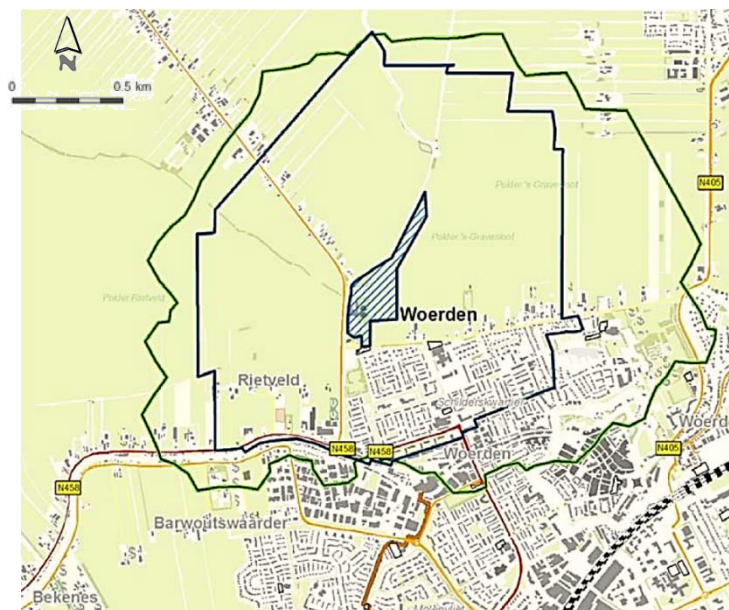 N
0
0.5 km
N405
Polder 's-Gravesloot
Polder 's-Gravesloot
Polder Rietveld
Woerden
Rietveld
Schilderskwartier
N458
N458
Woerden
N405
N458
Barwoutswaarder
Bekenes